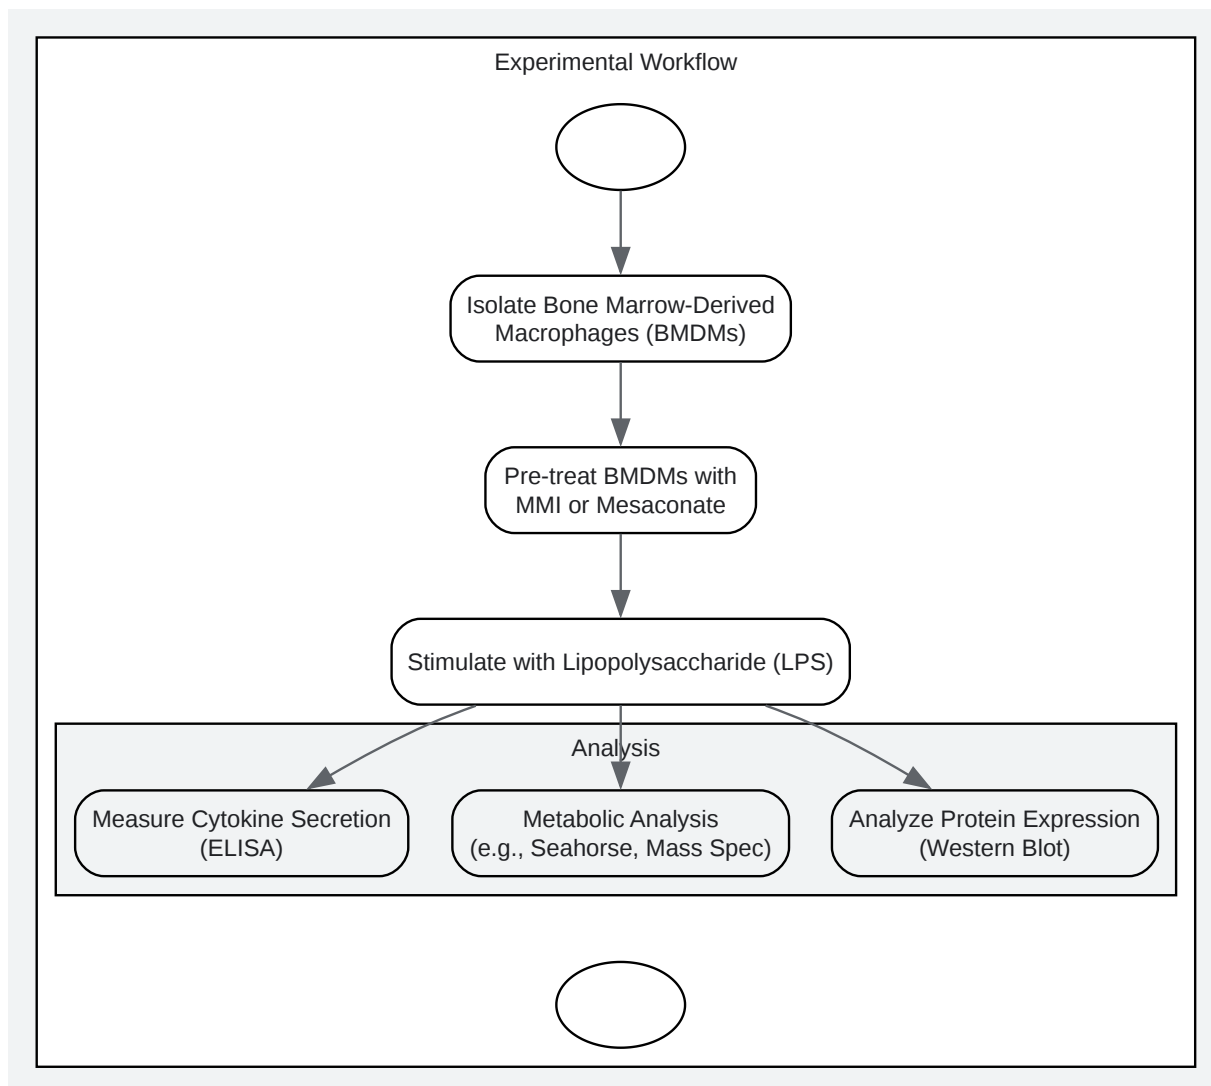 Experimental Workflow
Isolate Bone Marrow-Derived
Macrophages (BMDMs)
Pre-treat BMDMs with
MMI or Mesaconate
Stimulate with Lipopolysaccharide (LPS)
Analysis
Measure Cytokine Secretion
(ELISA)
Metabolic Analysis
(e.g., Seahorse, Mass Spec)
Analyze Protein Expression
(Western Blot)